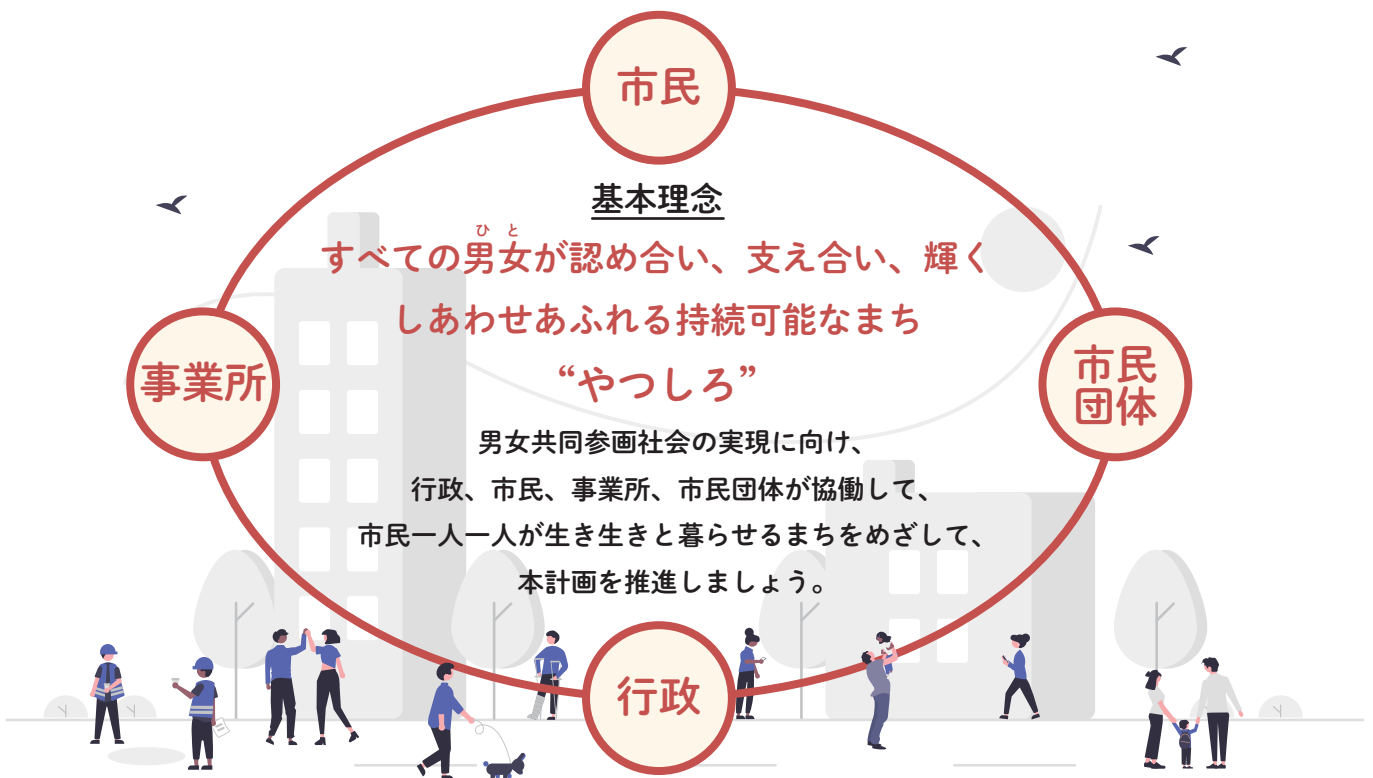 市民
基本理念
ひと
すべての男女が認め合い、支え合い、輝く
しあわせあふれる持続可能なまち
“やつしろ”
事業所
市民
団体
男女共同参画社会の実現に向け、
行政、市民、事業所、市民団体が協働して、
市民一人一人が生き生きと暮らせるまちをめざして、
本計画を推進しましょう。
行政